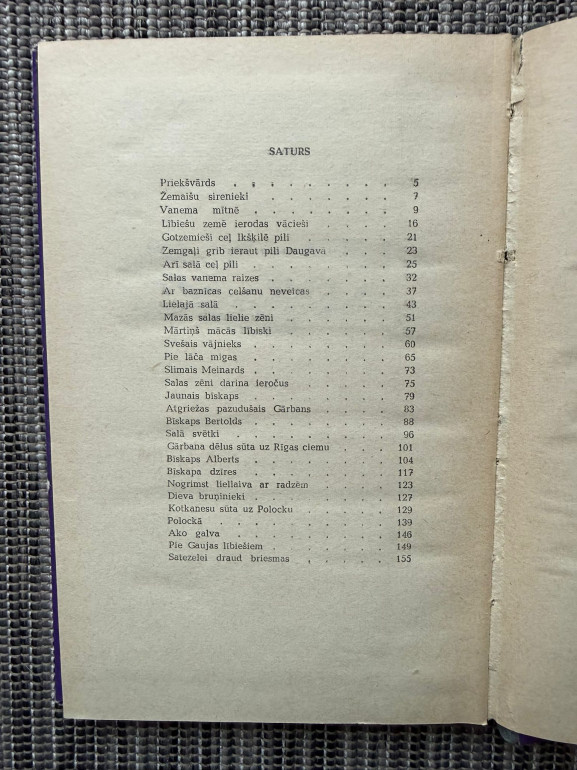 SATURS
Priekšvārds . . . . . . . . 5
Žemaišu sirenieki . . . . . . 7
Vanema mītnē . . . . . . . 9
Lībiešu zemē ierodas vācieši . . . . 16
Gotzemieši ceļ Ikšķilē pili . . . . . 21
Zemgaļi grib ieraut pili Daugavā . . . 23
Arī salā ceļ pili . . . . . . . 25
Salas vanema raizes . . . . . . 32
Ar baznīcas celšanu neveicas . . . . 37
Lielajā salā . . . . . . . 43
Mazās salas lielie zēni . . . . . 51
Mārtiņš mācās lībiski . . . . . 57
Svešais vājnieks . . . . . . 60
Pie lāča migas . . . . . . 65
Slimais Meinards . . . . . . 73
Salas zēni darina ieročus . . . . 75
Jaunais bīskaps . . . . . . 79
Atgriežas pazudušais Gārbans . . . . 83
Bīskaps Bertolds . . . . . . 88
Salā svētki . . . . . . . 96
Gārbana dēlus sūta uz Rīgas ciemu . . . 101
Bīskaps Alberts . . . . . . 104
Bīskapa dzīres . . . . . . 117
Nogrimst liellaiva ar radzēm . . . . 123
Dieva bruņinieki . . . . . . 127
Kotkanesu sūta uz Polocku . . . . 129
Polockā . . . . . . . . 139
Ako galva . . . . . . . 146
Pie Gaujas lībiešiem . . . . . . 149
Satezelei draud briesmas . . . . . 155